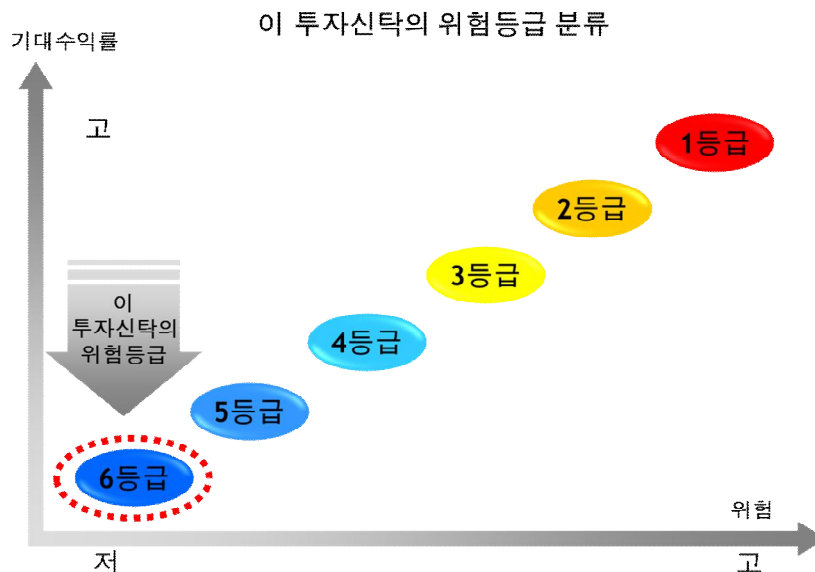 이 투자신탁의 위험등급 분류
기대수익률
고
1등급
2등급
3등급
이
투자신탁의
위험등급
4등급
5등급
6등급
위험
저
고